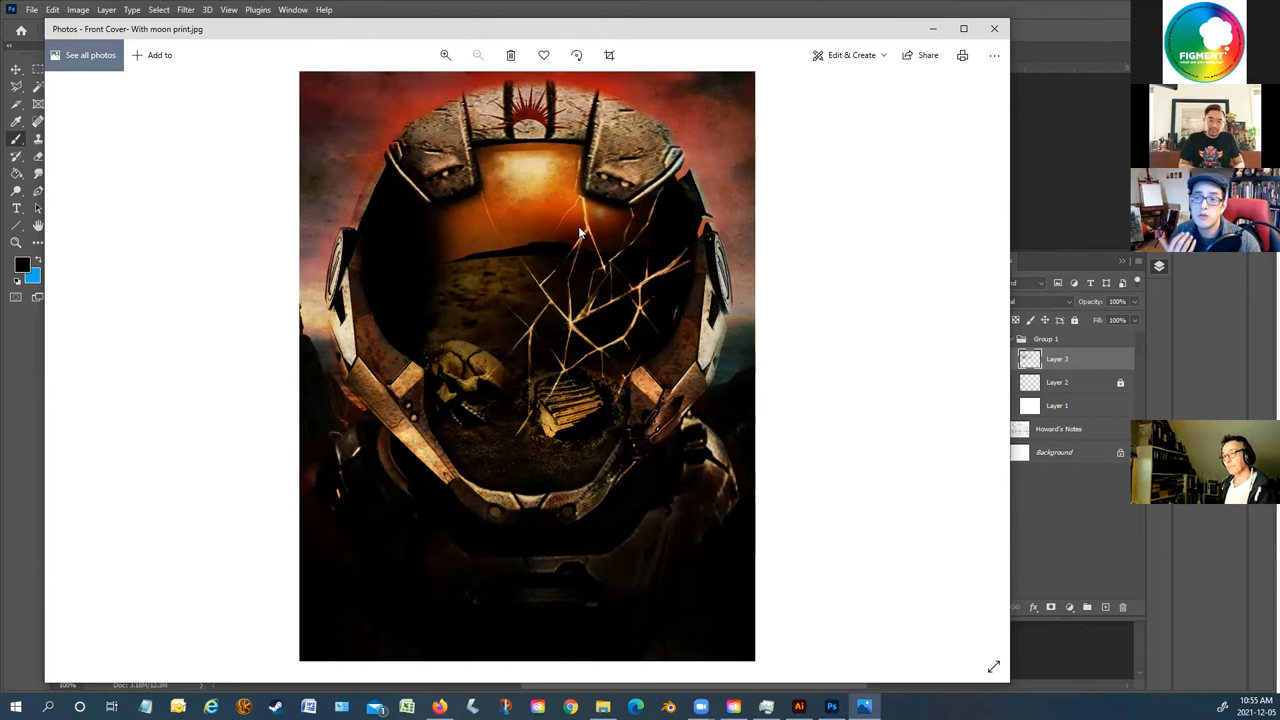 File Edit Image Layer Type Select Filter 3D View Plugins Window Help
Photos - Front Cover- With moon print.jpg
See all photos
Add to
Edit & Create
Share
FIGMENT
Opacity: 100%
Fill: 100%
Group 1
Layer 3
Layer 2
Layer 1
Howard's Notes
Background
100%
10:55 AM
2021-12-05